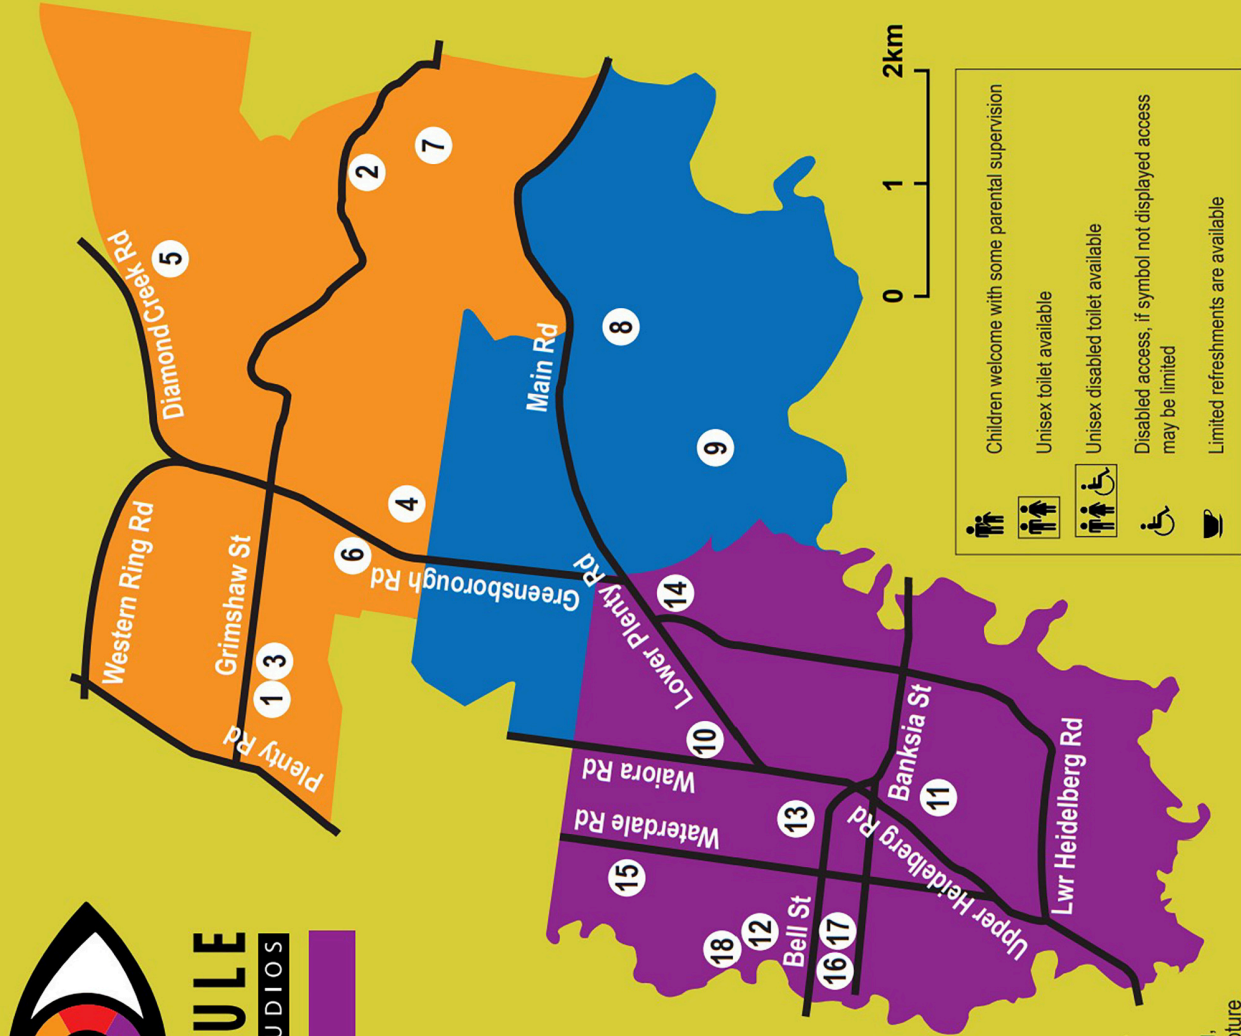 ULE
UDIOS
Diamond Creek Rd
Western Ring Rd
Grimshaw St
Plenty Rd
Greensborough Rd
Main Rd
Lower Plenty Rd
Waiora Rd
Waterdale Rd
Banksia St
Bell St
Upper Heidelberg Rd
Lwr Heidelberg Rd
1
2
3
4
5
6
7
8
9
10
11
12
13
14
15
16
17
18
0 1 2km
Children welcome with some parental supervision
Unisex toilet available
Unisex disabled toilet available
Disabled access, if symbol not displayed access
may be limited
Limited refreshments are available
pture